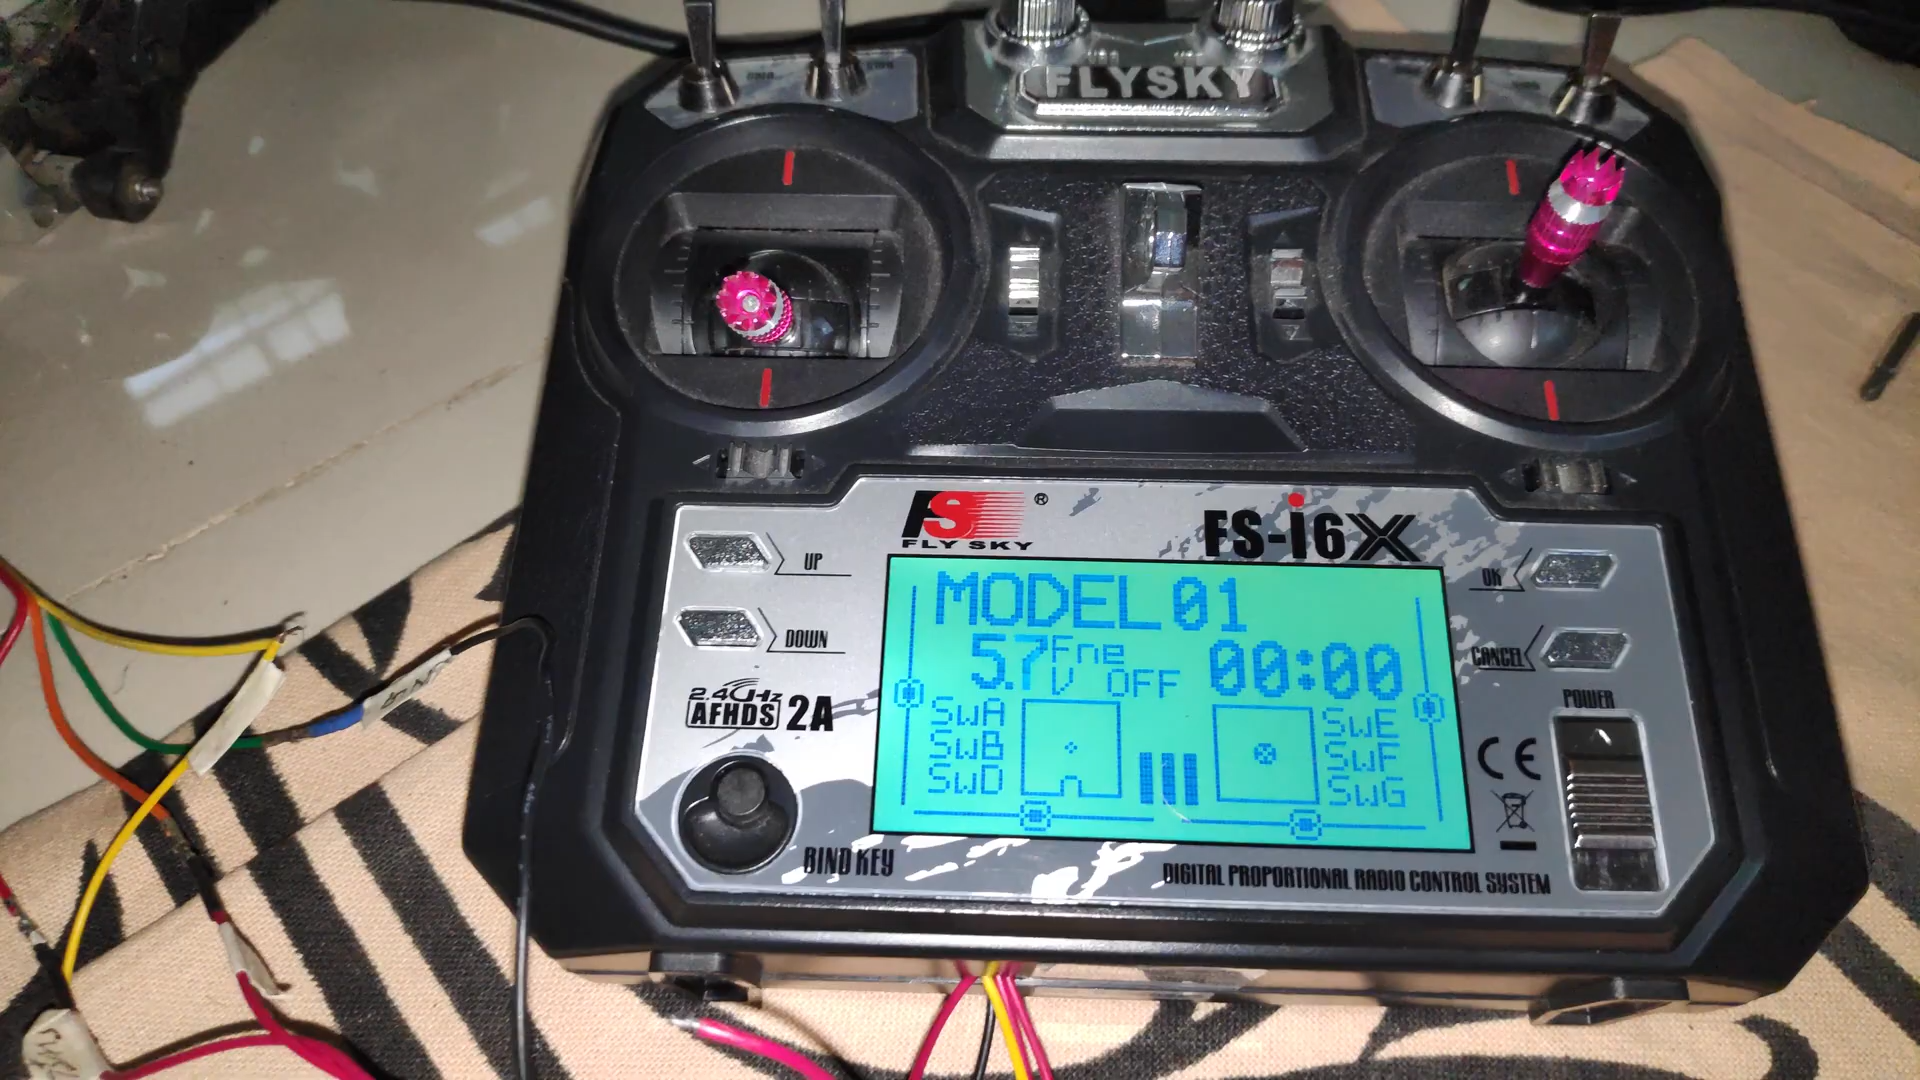 FLYSKY
FS®
FLY SKY
FS-i6X
UP
DOWN
OK
CANCEL
POWER
2.4GHz
AFHDS 2A
MODEL 01
5.7V Fne OFF 00:00
SwA
SwB
SwD
SwE
SwF
SwG
CE
BIND KEY
DIGITAL PROPORTIONAL RADIO CONTROL SYSTEM